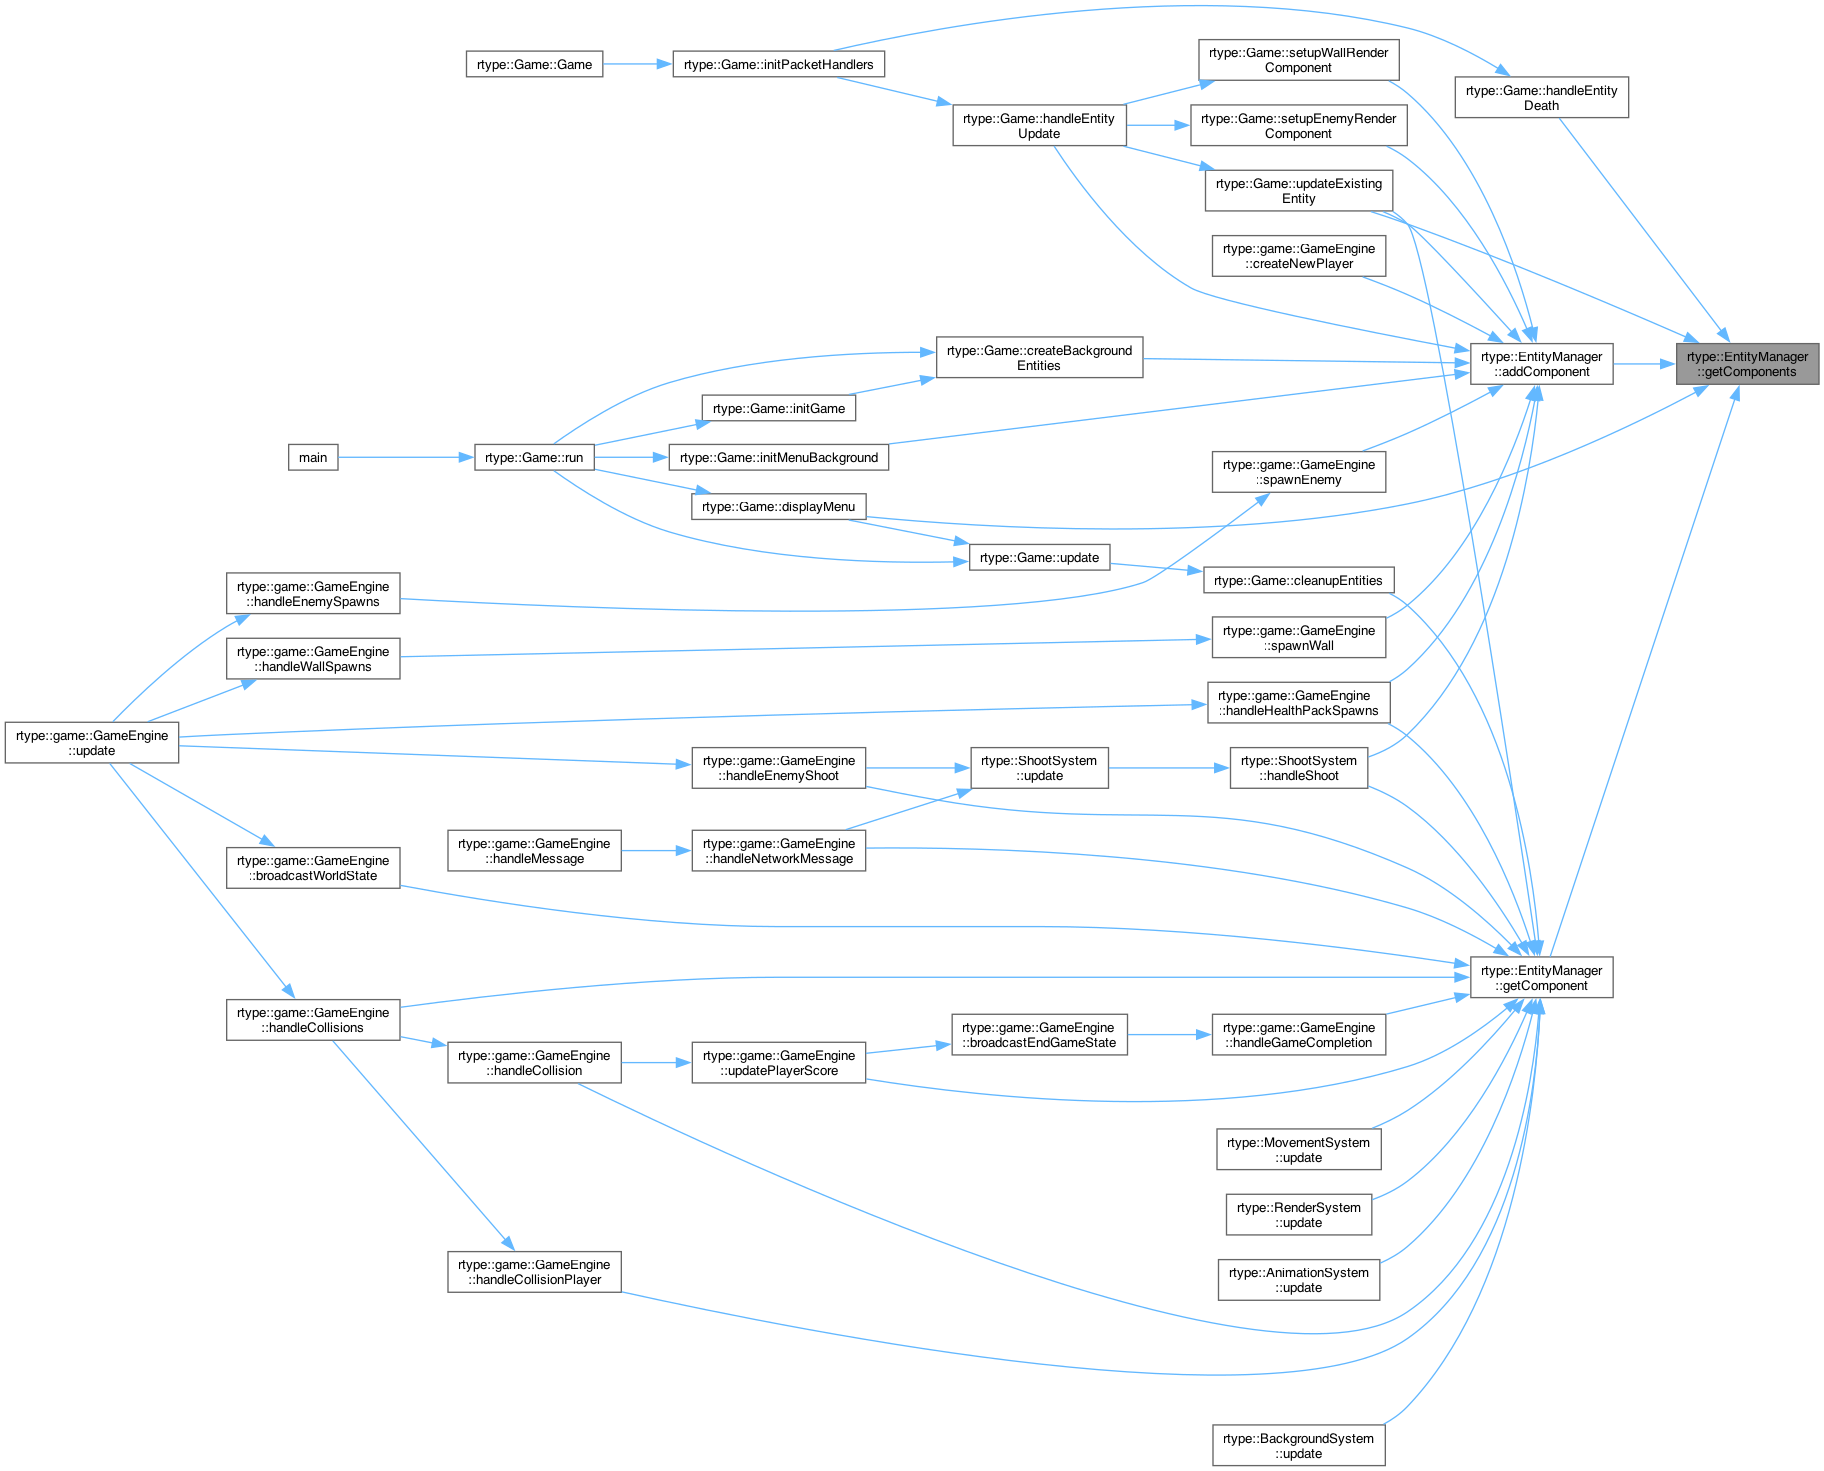 rtype::Game::Game
rtype::Game::initPacketHandlers
rtype::Game::setupWallRender
Component
rtype::Game::handleEntity
Death
rtype::Game::handleEntity
Update
rtype::Game::setupEnemyRender
Component
rtype::Game::updateExisting
Entity
rtype::game::GameEngine
::createNewPlayer
rtype::Game::createBackground
Entities
rtype::EntityManager
::addComponent
rtype::EntityManager
::getComponents
rtype::Game::initGame
main
rtype::Game::run
rtype::Game::initMenuBackground
rtype::game::GameEngine
::spawnEnemy
rtype::Game::displayMenu
rtype::Game::update
rtype::Game::cleanupEntities
rtype::game::GameEngine
::handleEnemySpawns
rtype::game::GameEngine
::handleWallSpawns
rtype::game::GameEngine
::spawnWall
rtype::game::GameEngine
::handleHealthPackSpawns
rtype::game::GameEngine
::update
rtype::game::GameEngine
::handleEnemyShoot
rtype::ShootSystem
::update
rtype::ShootSystem
::handleShoot
rtype::game::GameEngine
::handleMessage
rtype::game::GameEngine
::handleNetworkMessage
rtype::game::GameEngine
::broadcastWorldState
rtype::EntityManager
::getComponent
rtype::game::GameEngine
::handleCollisions
rtype::game::GameEngine
::broadcastEndGameState
rtype::game::GameEngine
::handleGameCompletion
rtype::game::GameEngine
::handleCollision
rtype::game::GameEngine
::updatePlayerScore
rtype::MovementSystem
::update
rtype::RenderSystem
::update
rtype::game::GameEngine
::handleCollisionPlayer
rtype::AnimationSystem
::update
rtype::BackgroundSystem
::update